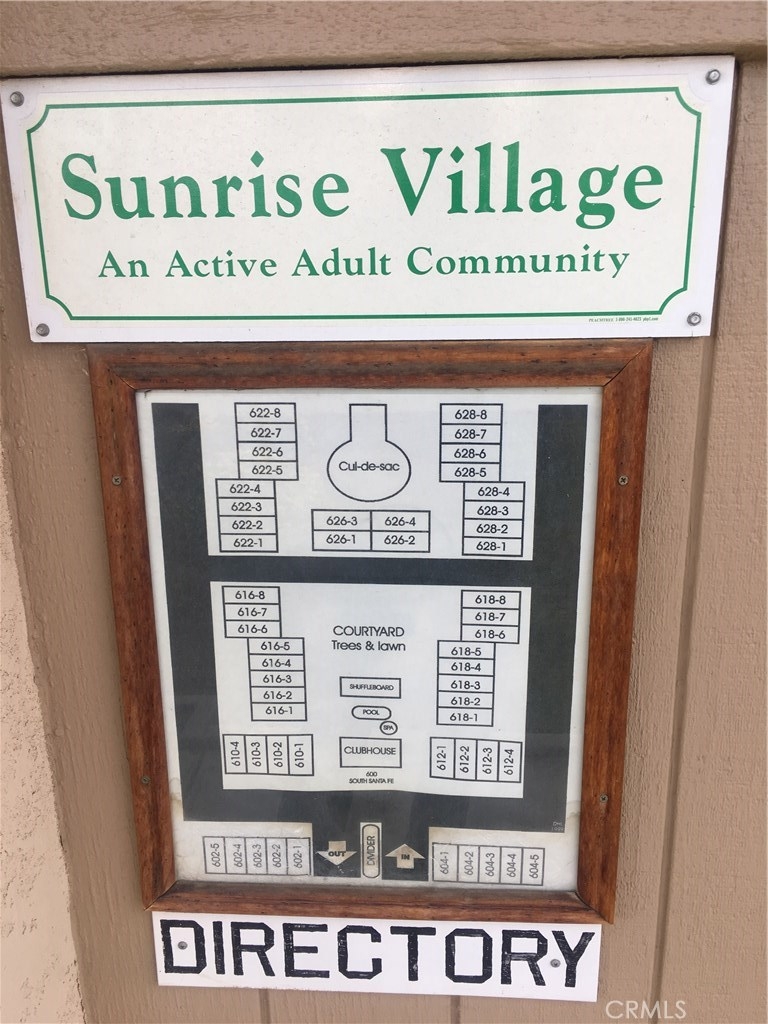 Sunrise Village
An Active Adult Community
622-8
622-7
622-6
622-5
622-4
622-3
622-2
622-1
Cul-de-sac
628-8
628-7
628-6
628-5
628-4
628-3
628-2
628-1
626-3 626-4
626-1 626-2
616-8
616-7
616-6
616-5
616-4
616-3
616-2
616-1
COURTYARD
Trees & lawn
618-8
618-7
618-6
618-5
618-4
618-3
618-2
618-1
SHUFFLEBOARD
POOL
SPA
610-4 610-3 610-2 610-1
CLUBHOUSE
600
SOUTH SANTA FE
612-1 612-2 612-3 612-4
602-5 602-4 602-3 602-2 602-1
OUT
DIVIDER
IN
604-1 604-2 604-3 604-4 604-5
DIRECTORY
CRMLS